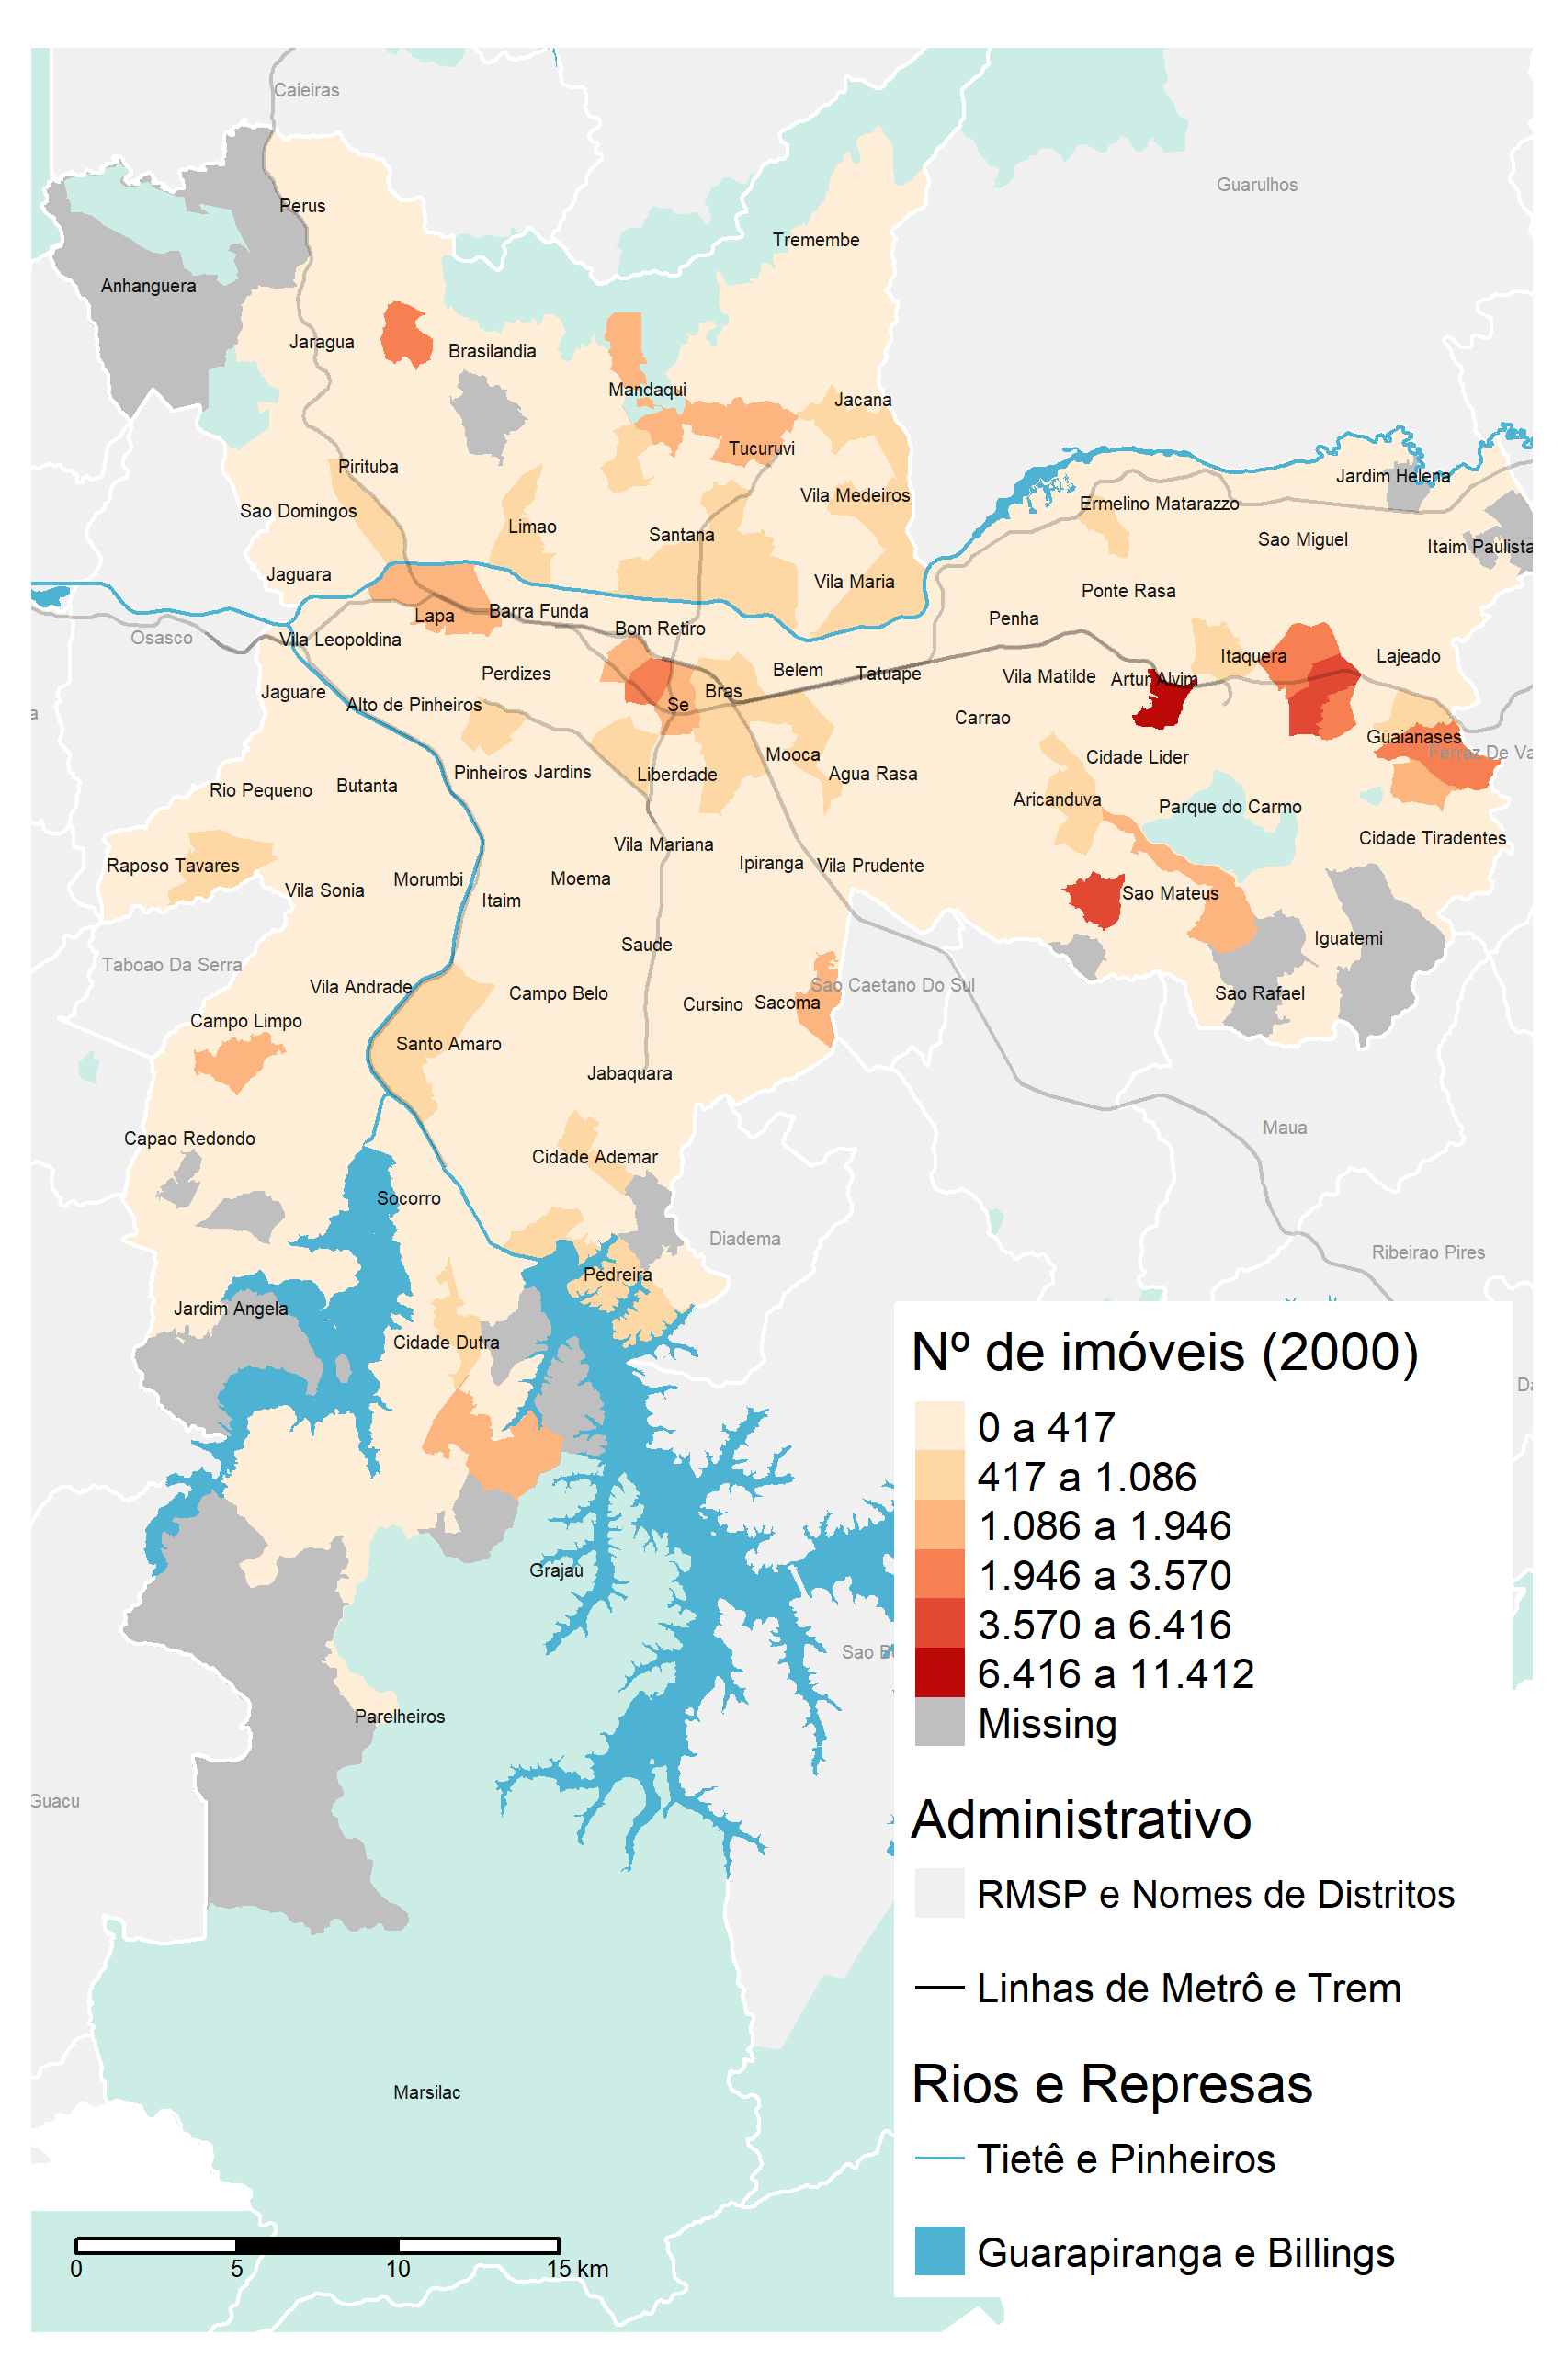 Caieiras
Guarulhos
Perus
Tremembe
Anhanguera
Jaragua
Brasilandia
Mandaqui
Jacana
Tucuruvi
Pirituba
Jardim Helena
Vila Medeiros
Ermelino Matarazzo
Sao Domingos
Limao
Santana
Sao Miguel
Itaim Paulista
Jaguara
Vila Maria
Ponte Rasa
Lapa
Barra Funda
Penha
Bom Retiro
Osasco
Vila Leopoldina
Itaquera
Lajeado
Perdizes
Belem
Tatuape
Vila Matilde
Artur Alvim
Jaguare
Bras
Alto de Pinheiros
Se
a
Carrao
Guaianases
Ferraz De Va
Mooca
Cidade Lider
Pinheiros
Jardins
Liberdade
Agua Rasa
Butanta
Rio Pequeno
Aricanduva
Parque do Carmo
Cidade Tiradentes
Vila Mariana
Raposo Tavares
Ipiranga
Vila Prudente
Vila Sonia
Morumbi
Moema
Sao Mateus
Itaim
Saude
Iguatemi
Taboao Da Serra
Vila Andrade
Campo Belo
Sao Caetano Do Sul
Sao Rafael
Cursino
Sacoma
Campo Limpo
Santo Amaro
Jabaquara
Maua
Capao Redondo
Cidade Ademar
Socorro
Diadema
Ribeirao Pires
Pedreira
Jardim Angela
Cidade Dutra
Da
Grajau
Sao B
Parelheiros
Guacu
Marsilac
Nº de imóveis (2000)
0 a 417
417 a 1.086
1.086 a 1.946
1.946 a 3.570
3.570 a 6.416
6.416 a 11.412
Missing
Administrativo
RMSP e Nomes de Distritos
Linhas de Metrô e Trem
Rios e Represas
Tietê e Pinheiros
Guarapiranga e Billings
0 5 10 15 km